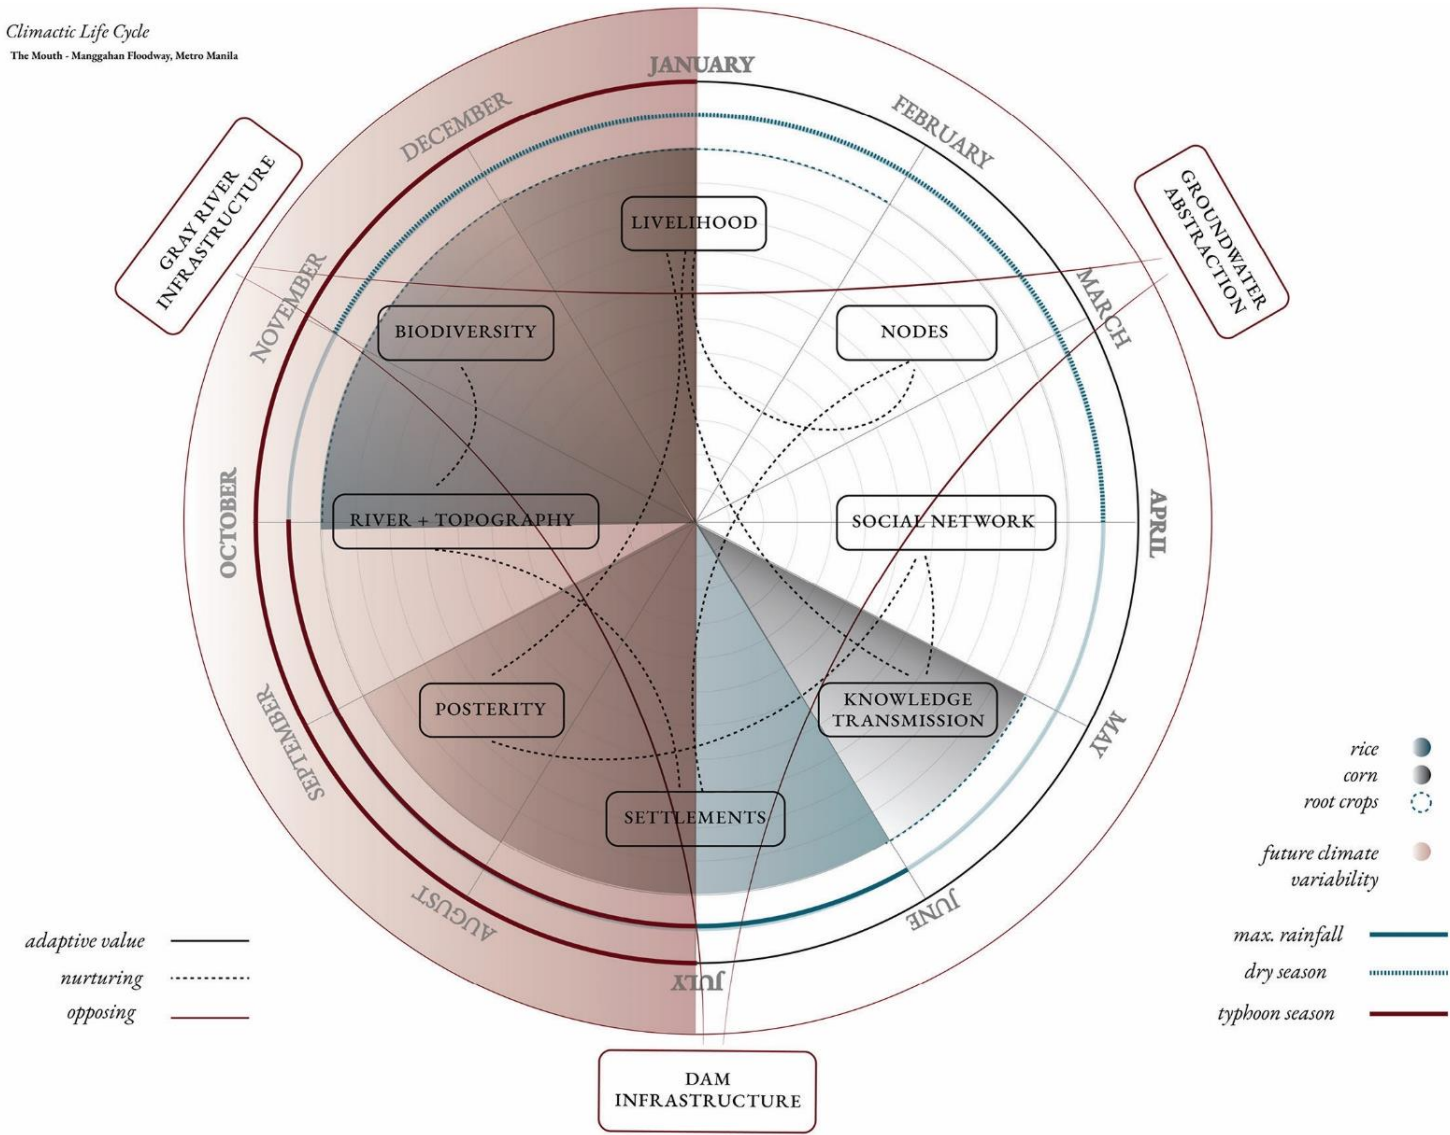 Climactic Life Cycle
The Mouth - Manggahan Floodway, Metro Manila
JANUARY
FEBRUARY
MARCH
APRIL
MAY
JUNE
JULY
AUGUST
SEPTEMBER
OCTOBER
NOVEMBER
DECEMBER
GRAY RIVER
INFRASTRUCTURE
GROUNDWATER
ABSTRACTION
LIVELIHOOD
BIODIVERSITY
NODES
RIVER + TOPOGRAPHY
SOCIAL NETWORK
POSTERITY
KNOWLEDGE
TRANSMISSION
SETTLEMENTS
DAM
INFRASTRUCTURE
adaptive value
nurturing
opposing
rice
corn
root crops
future climate
variability
max. rainfall
dry season
typhoon season